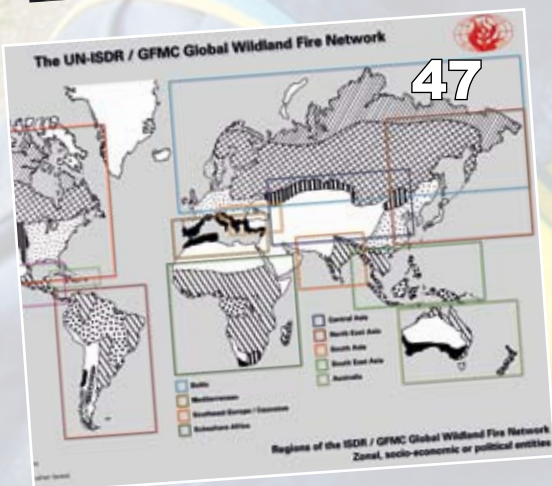 The UN-ISDR / GFMC Global Wildland Fire Network
47
Central Asia
North East Asia
South Asia
South East Asia
Australia
Baltic
Mediterranean
Southeast Europe / Caucasus
Subsahara Africa
Regions of the ISDR / GFMC Global Wildland Fire Network
Zonal, socio-economic or political entities